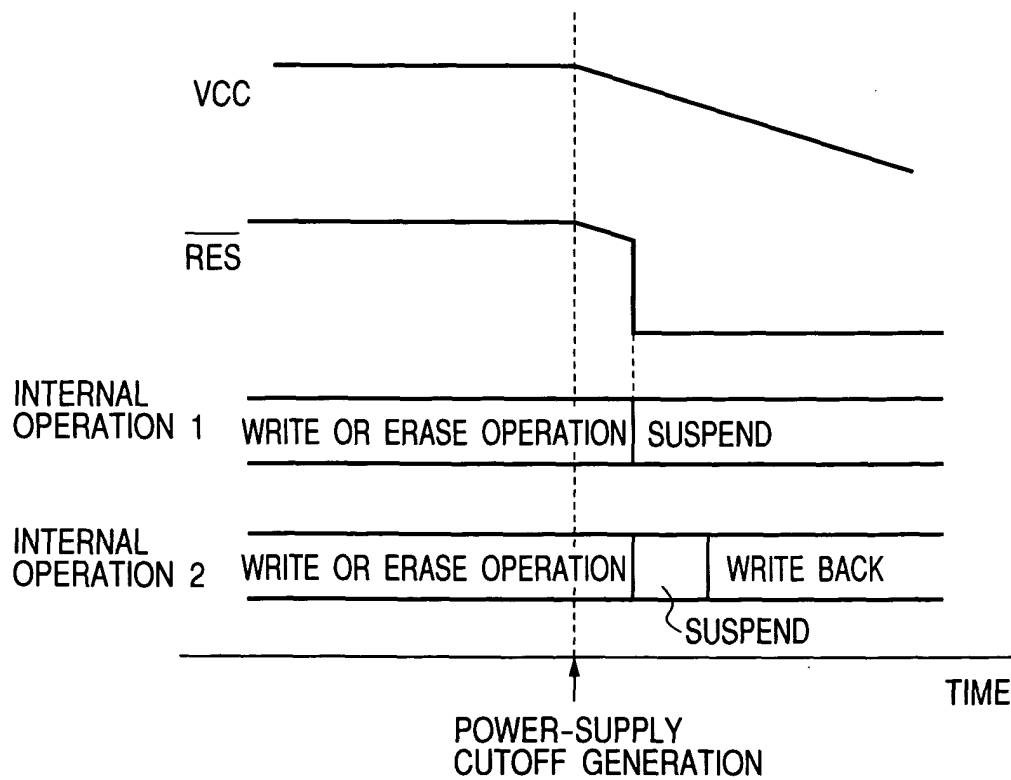 VCC
RES
INTERNAL
OPERATION 1
WRITE OR ERASE OPERATION
SUSPEND
INTERNAL
OPERATION 2
WRITE OR ERASE OPERATION
WRITE BACK
SUSPEND
TIME
POWER-SUPPLY
CUTOFF GENERATION